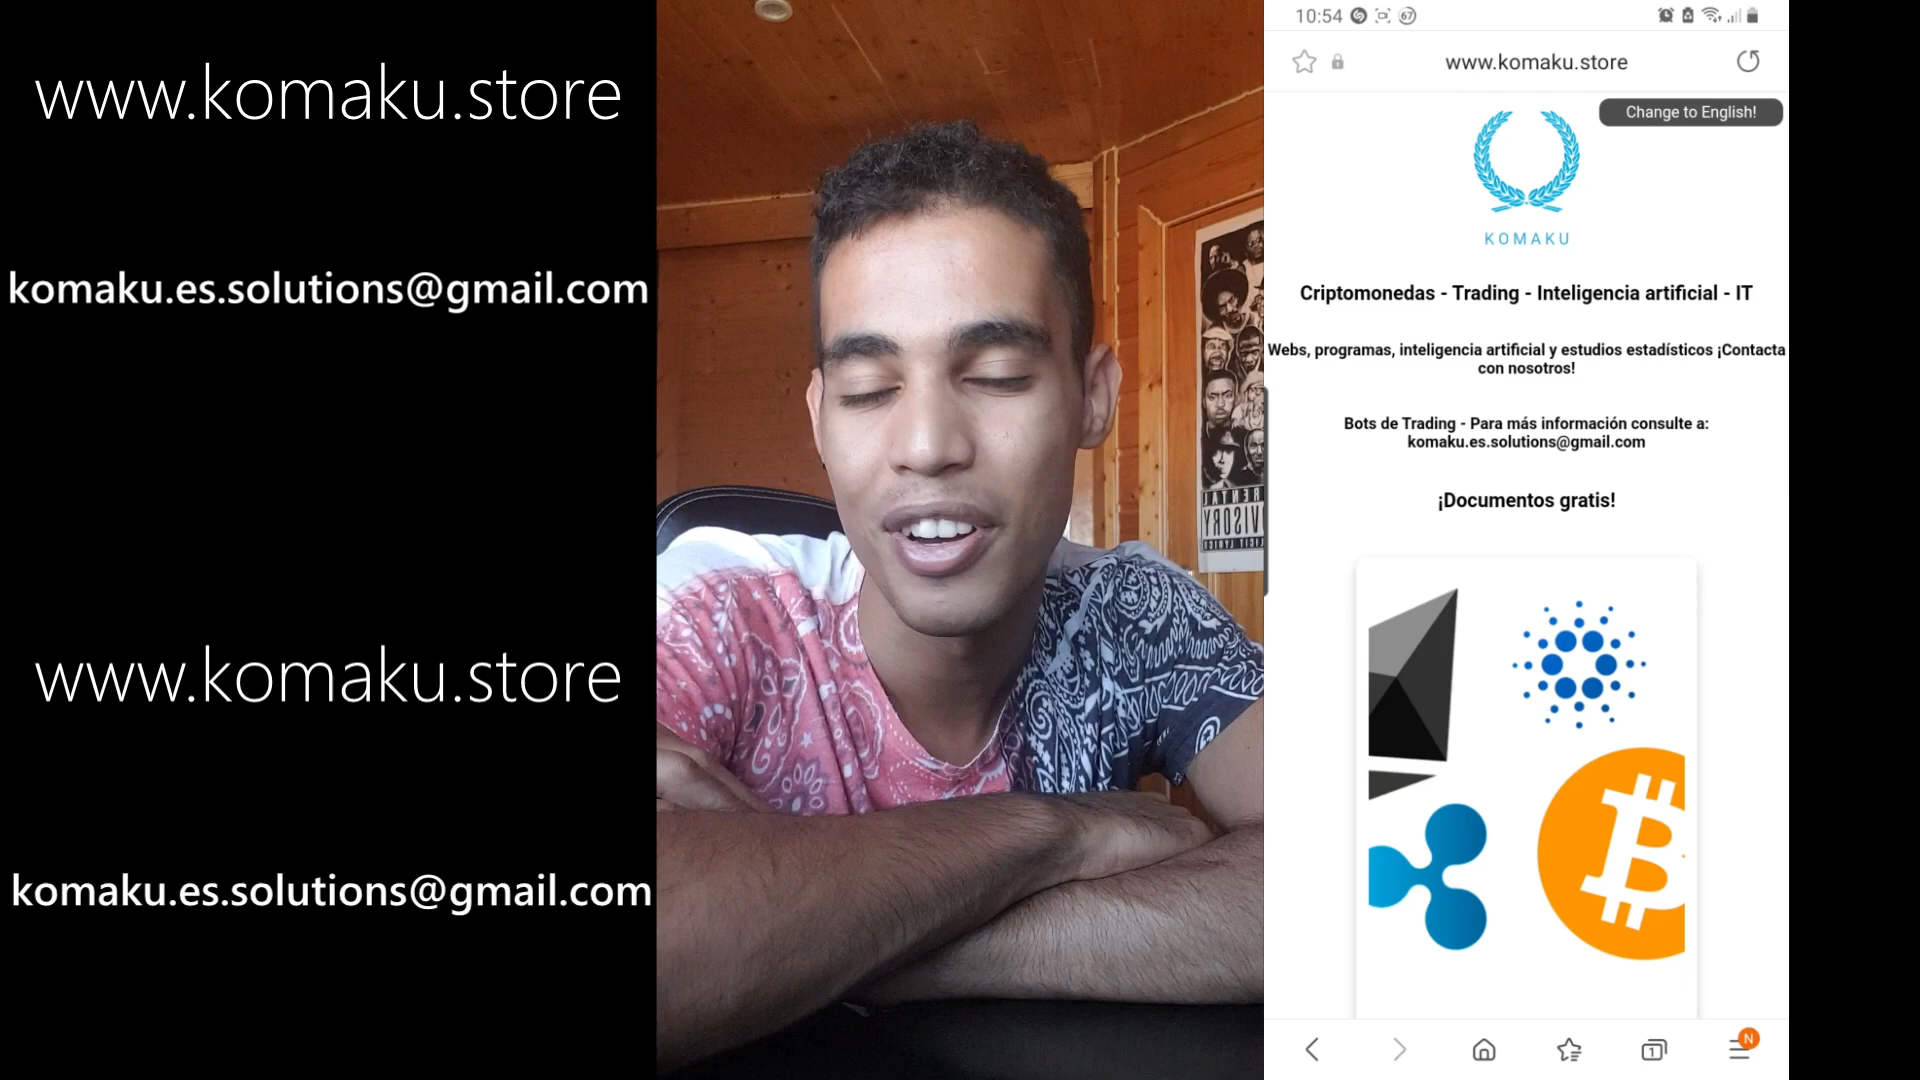 www.komaku.store
komaku.es.solutions@gmail.com
www.komaku.store
komaku.es.solutions@gmail.com
10:54
67
www.komaku.store
Change to English!
KOMAKU
Criptomonedas - Trading - Inteligencia artificial - IT
Webs, programas, inteligencia artificial y estudios estadísticos ¡Contacta
con nosotros!
Bots de Trading - Para más información consulte a:
komaku.es.solutions@gmail.com
¡Documentos gratis!
1
N